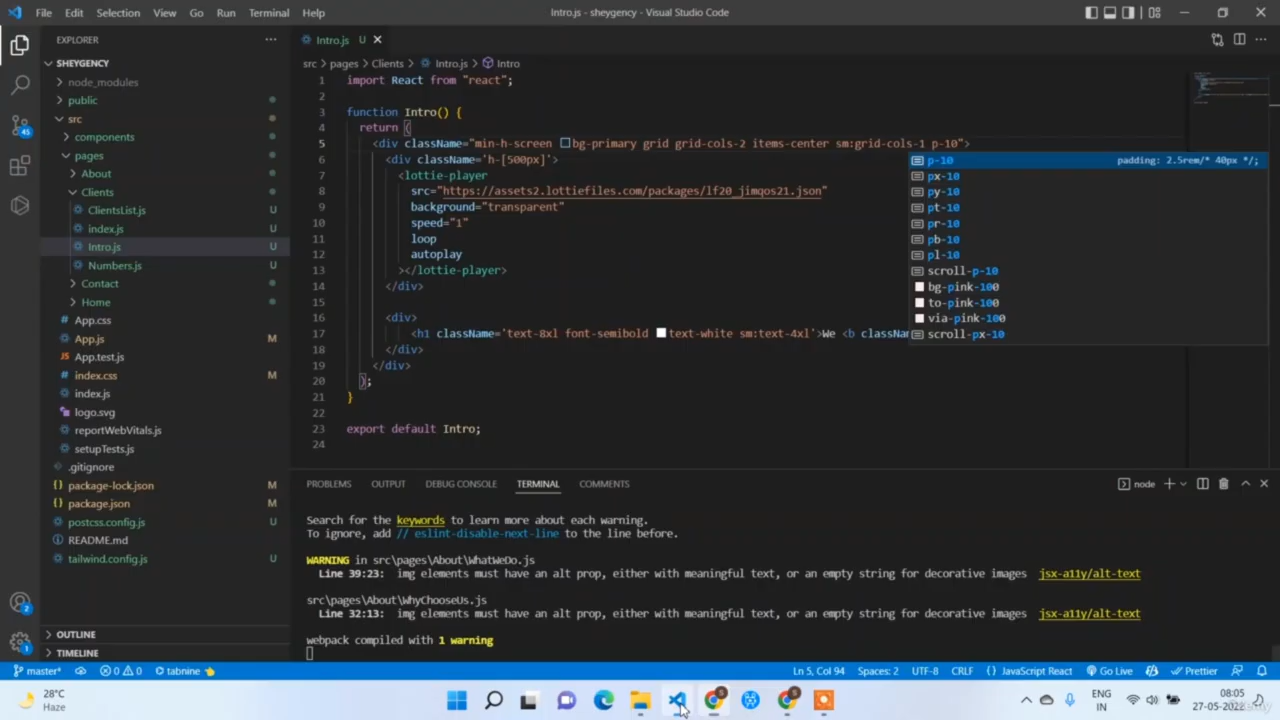 File Edit Selection View Go Run Terminal Help
Intro.js - sheygency - Visual Studio Code
EXPLORER
SHEYGENCY
node_modules
public
src
components
pages
About
Clients
ClientsList.js U
index.js U
Intro.js U
Numbers.js U
Contact
Home
App.css
App.js M
App.test.js
index.css M
index.js
logo.svg
reportWebVitals.js
setupTests.js
.gitignore
package-lock.json M
package.json M
postcss.config.js U
README.md
tailwind.config.js U
OUTLINE
TIMELINE
45
2
1
Intro.js U
src > pages > Clients > Intro.js > Intro
1 import React from "react";
2
3 function Intro() {
4 return (
5 <div className="min-h-screen bg-primary grid grid-cols-2 items-center sm:grid-cols-1 p-10">
6 <div className='h-[500px]'>
7 <lottie-player
8 src="https://assets2.lottiefiles.com/packages/lf20_jimqos21.json"
9 background="transparent"
10 speed="1"
11 loop
12 autoplay
13 ></lottie-player>
14 </div>
15
16 <div>
17 <h1 className='text-8xl font-semibold text-white sm:text-4xl'>We <b classNam
18 </div>
19 </div>
20 );
21 }
22
23 export default Intro;
24
p-10 padding: 2.5rem/* 40px */;
px-10
py-10
pt-10
pr-10
pb-10
pl-10
scroll-p-10
bg-pink-100
to-pink-100
via-pink-100
scroll-px-10
PROBLEMS OUTPUT DEBUG CONSOLE TERMINAL COMMENTS
node
Search for the keywords to learn more about each warning.
To ignore, add // eslint-disable-next-line to the line before.
WARNING in src\pages\About\WhatWeDo.js
Line 39:23: img elements must have an alt prop, either with meaningful text, or an empty string for decorative images jsx-a11y/alt-text
src\pages\About\WhyChooseUs.js
Line 32:13: img elements must have an alt prop, either with meaningful text, or an empty string for decorative images jsx-a11y/alt-text
webpack compiled with 1 warning
master* 0 0 tabnine
Ln 5, Col 94 Spaces: 2 UTF-8 CRLF {} JavaScript React Go Live Prettier
28°C
Haze
ENG
IN
08:05
27-05-2022